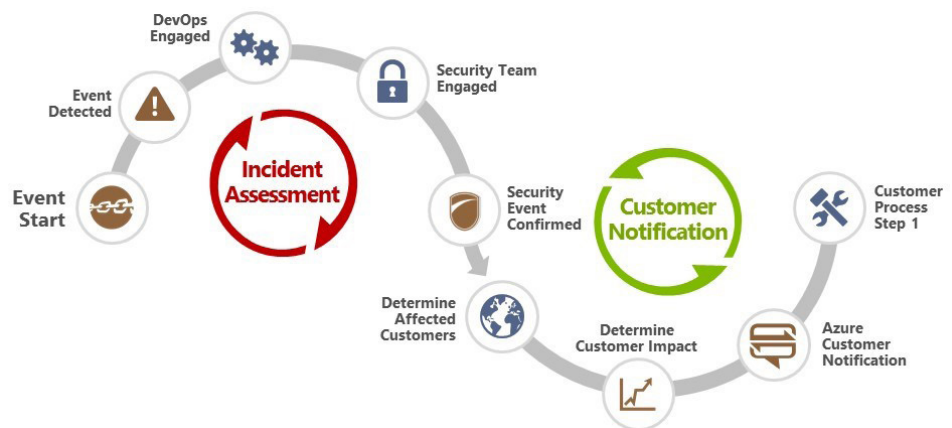 Event
Start
Event
Detected
DevOps
Engaged
Security Team
Engaged
Incident
Assessment
Security
Event
Confirmed
Determine
Affected
Customers
Customer
Notification
Determine
Customer Impact
Azure
Customer
Notification
Customer
Process
Step 1